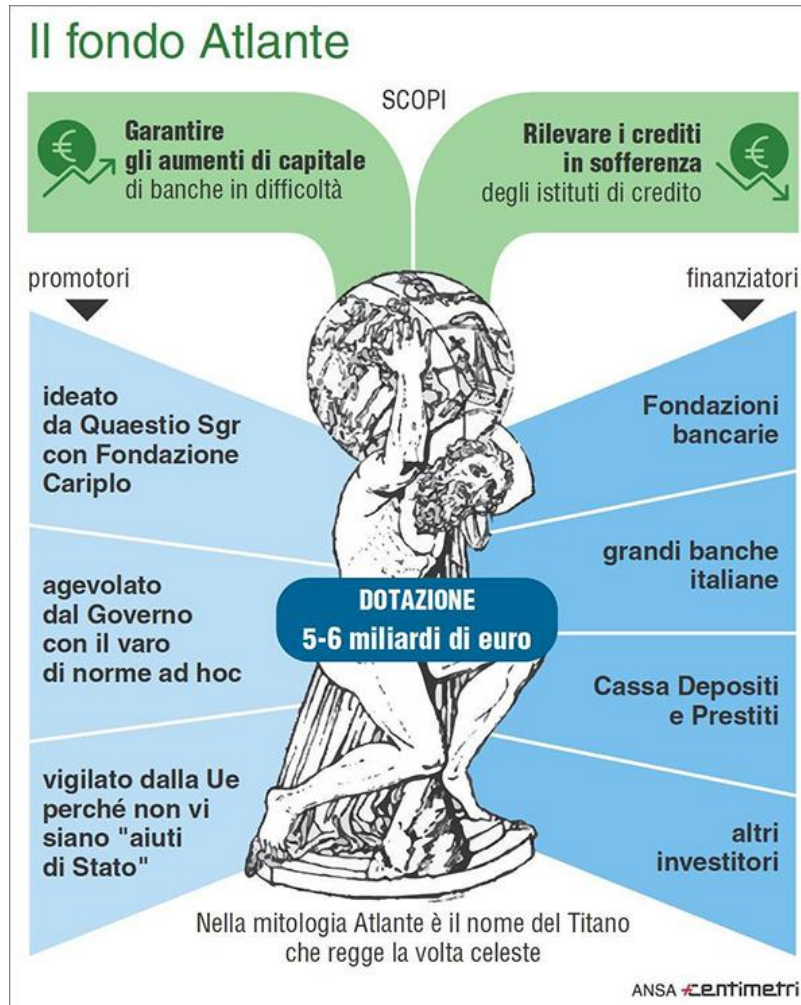 Il fondo Atlante
SCOPI
Garantire
gli aumenti di capitale
di banche in difficoltà
Rilevare i crediti
in sofferenza
degli istituti di credito
promotori
ideato
da Quaestio Sgr
con Fondazione
Cariplo
agevolato
dal Governo
con il varo
di norme ad hoc
vigilato dalla Ue
perché non vi
siano "aiuti
di Stato"
finanziatori
Fondazioni
bancarie
grandi banche
italiane
Cassa Depositi
e Prestiti
altri
investitori
DOTAZIONE
5-6 miliardi di euro
Nella mitologia Atlante è il nome del Titano
che regge la volta celeste
ANSA centimetri